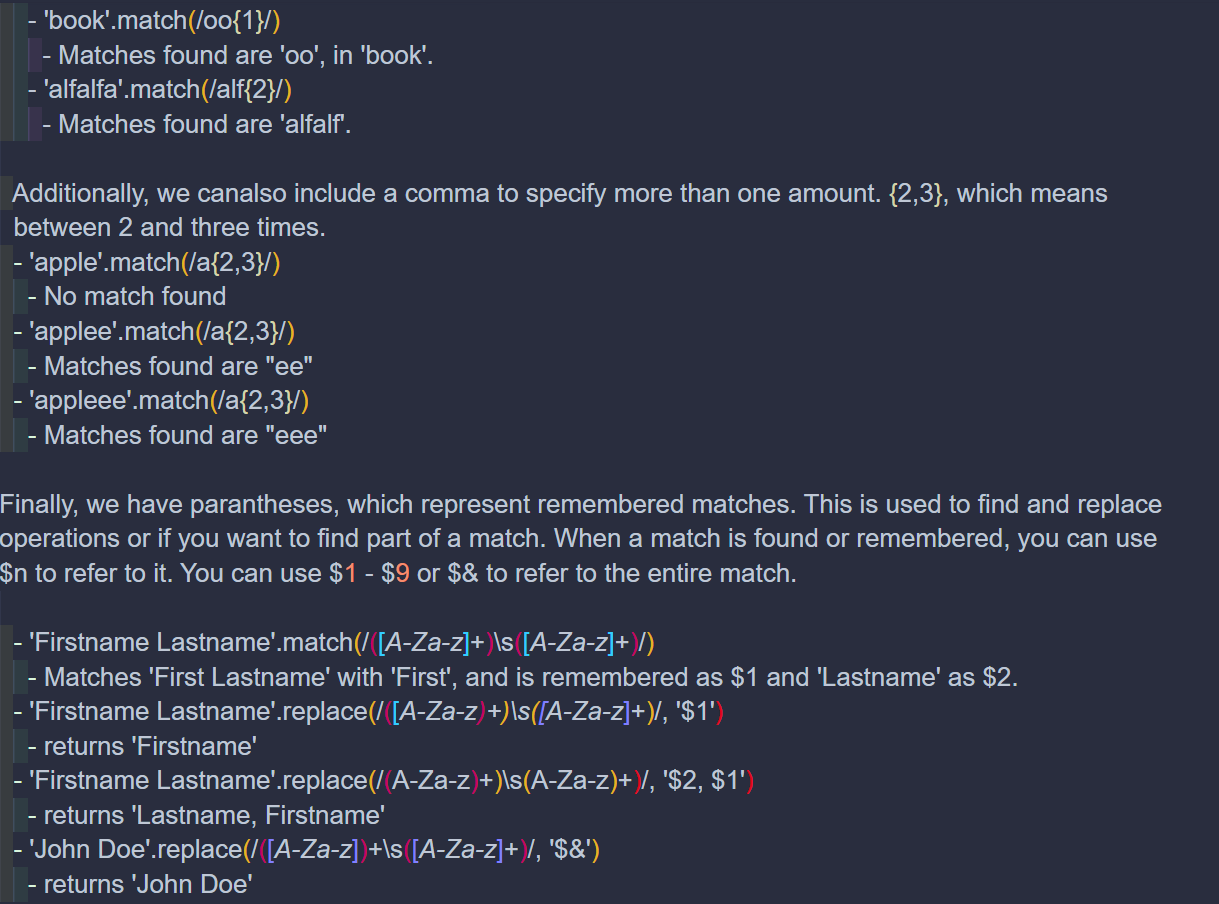 - 'book'.match(/oo{1}/)
- Matches found are 'oo', in 'book'.
- 'alfalfa'.match(/alf{2}/)
- Matches found are 'alfalf'.
Additionally, we canalso include a comma to specify more than one amount. {2,3}, which means
between 2 and three times.
- 'apple'.match(/a{2,3}/)
- No match found
- 'applee'.match(/a{2,3}/)
- Matches found are "ee"
- 'appleee'.match(/a{2,3}/)
- Matches found are "eee"
Finally, we have parantheses, which represent remembered matches. This is used to find and replace
operations or if you want to find part of a match. When a match is found or remembered, you can use
$n to refer to it. You can use $1 - $9 or $& to refer to the entire match.
- 'Firstname Lastname'.match(/([A-Za-z]+)\s([A-Za-z]+)/)
- Matches 'First Lastname' with 'First', and is remembered as $1 and 'Lastname' as $2.
- 'Firstname Lastname'.replace(/([A-Za-z)+)\s([A-Za-z]+)/, '$1')
- returns 'Firstname'
- 'Firstname Lastname'.replace(/(A-Za-z)+)\s(A-Za-z)+)/, '$2, $1')
- returns 'Lastname, Firstname'
- 'John Doe'.replace(/([A-Za-z])+\s([A-Za-z]+)/, '$&')
- returns 'John Doe'